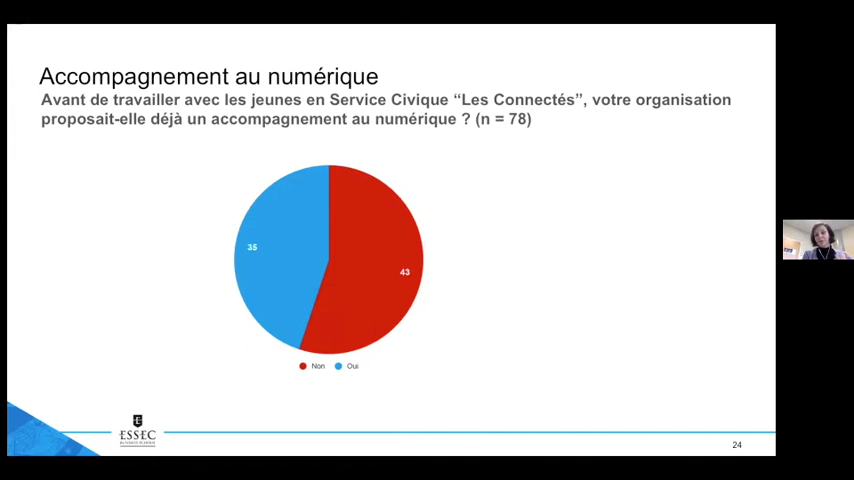 Accompagnement au numérique
Avant de travailler avec les jeunes en Service Civique “Les Connectés”, votre organisation
proposait-elle déjà un accompagnement au numérique ? (n = 78)
35
43
Non
Oui
ESSEC
BUSINESS SCHOOL
24